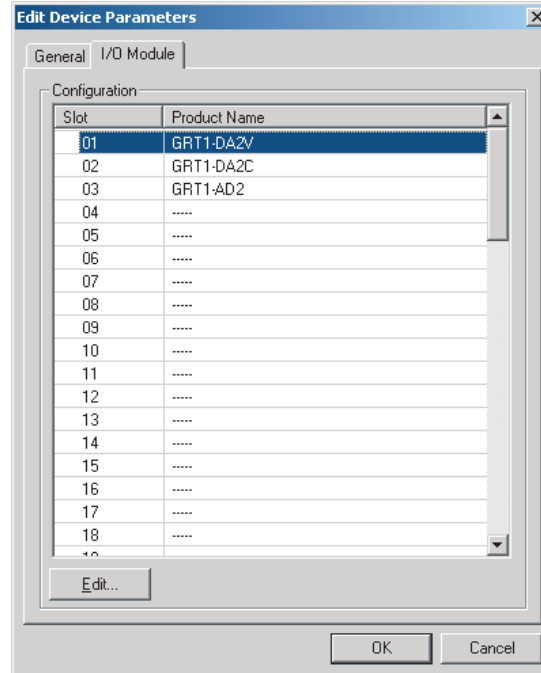 Edit Device Parameters
General I/O Module
Configuration
Slot Product Name
01 GRT1-DA2V
02 GRT1-DA2C
03 GRT1-AD2
04 -----
05 -----
06 -----
07 -----
08 -----
09 -----
10 -----
11 -----
12 -----
13 -----
14 -----
15 -----
16 -----
17 -----
18 -----
Edit...
OK Cancel